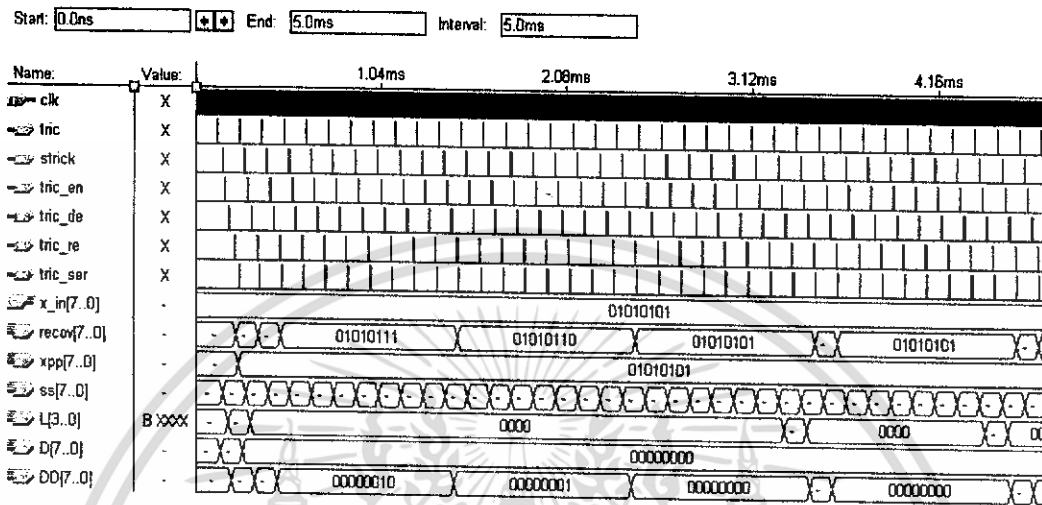 Start: 0.0ns End: 5.0ms Interval: 5.0ms
Name: Value: 1.04ms 2.08ms 3.12ms 4.16ms
clk X
tric X
strick X
tric_en X
tric_de X
tric_re X
tric_ser X
x_in[7..0] - 01010101
recov[7..0] - 01010111 01010110 01010101 01010101
xpp[7..0] - 01010101
ss[7..0] -
L[3..0] B XXXX 0000 0000 00
D[7..0] - 00000000
DD[7..0] - 00000010 00000001 00000000 00000000